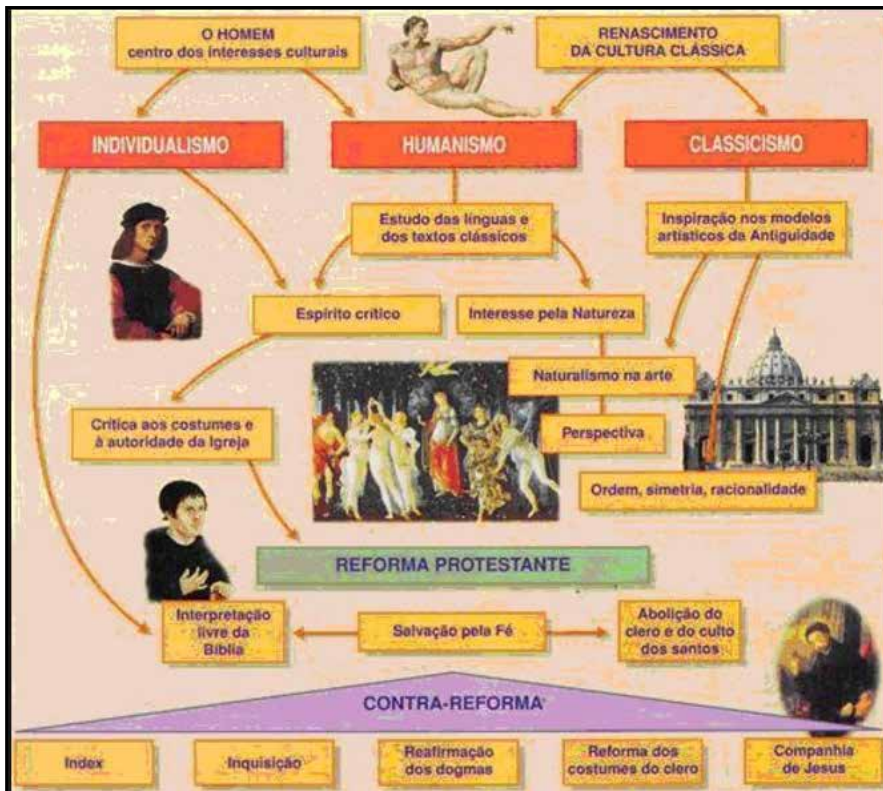 O HOMEM
centro dos interesses culturais
RENASCIMENTO
DA CULTURA CLÁSSICA
INDIVIDUALISMO
HUMANISMO
CLASSICISMO
Estudo das línguas e
dos textos clássicos
Inspiração nos modelos
artísticos da Antiguidade
Espírito crítico
Interesse pela Natureza
Naturalismo na arte
Crítica aos costumes e
à autoridade da Igreja
Perspectiva
Ordem, simetria, racionalidade
REFORMA PROTESTANTE
Interpretação
livre da
Bíblia
Salvação pela Fé
Abolição do
clero e do culto
dos santos
CONTRA-REFORMA
Index
Inquisição
Reafirmação
dos dogmas
Reforma dos
costumes do clero
Companhia
de Jesus